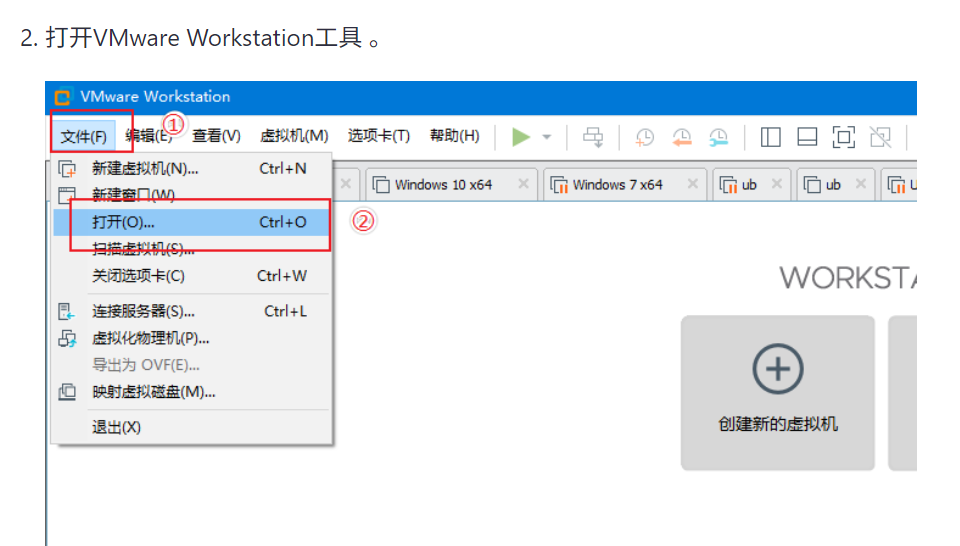 2. 打开VMware Workstation工具 。
VMware Workstation
文件(F) 编辑(E) 查看(V) 虚拟机(M) 选项卡(T) 帮助(H)
①
新建虚拟机(N)... Ctrl+N
新建窗口(W)
打开(O)... Ctrl+O
②
扫描虚拟机(S)...
关闭选项卡(C) Ctrl+W
连接服务器(S)... Ctrl+L
虚拟化物理机(P)...
导出为 OVF(E)...
映射虚拟磁盘(M)...
退出(X)
Windows 10 x64
Windows 7 x64
ub
ub
WORKST
创建新的虚拟机